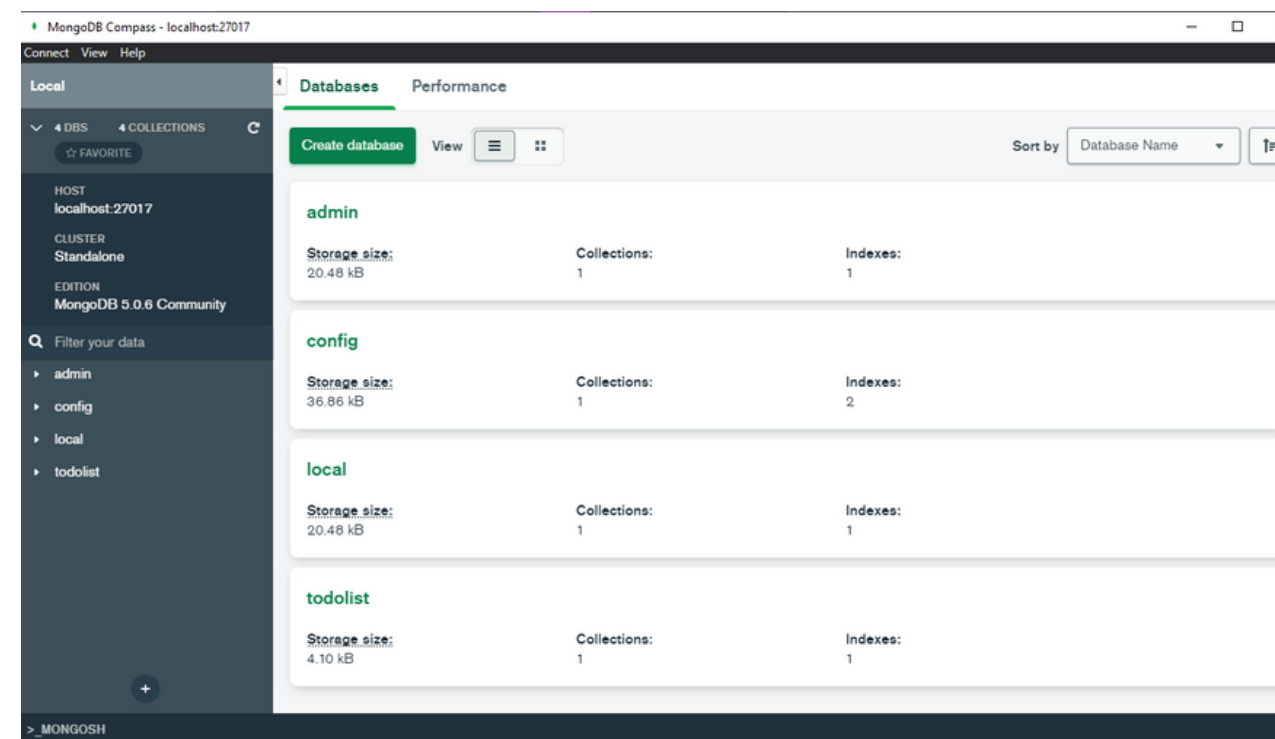 MongoDB Compass - localhost:27017
Connect View Help
Local
4 DBS 4 COLLECTIONS
FAVORITE
HOST
localhost:27017
CLUSTER
Standalone
EDITION
MongoDB 5.0.6 Community
Filter your data
admin
config
local
todolist
>_MONGOSH
Databases Performance
Create database View Sort by Database Name
admin
Storage size: Collections: Indexes:
20.48 kB 1 1
config
Storage size: Collections: Indexes:
36.86 kB 1 2
local
Storage size: Collections: Indexes:
20.48 kB 1 1
todolist
Storage size: Collections: Indexes:
4.10 kB 1 1